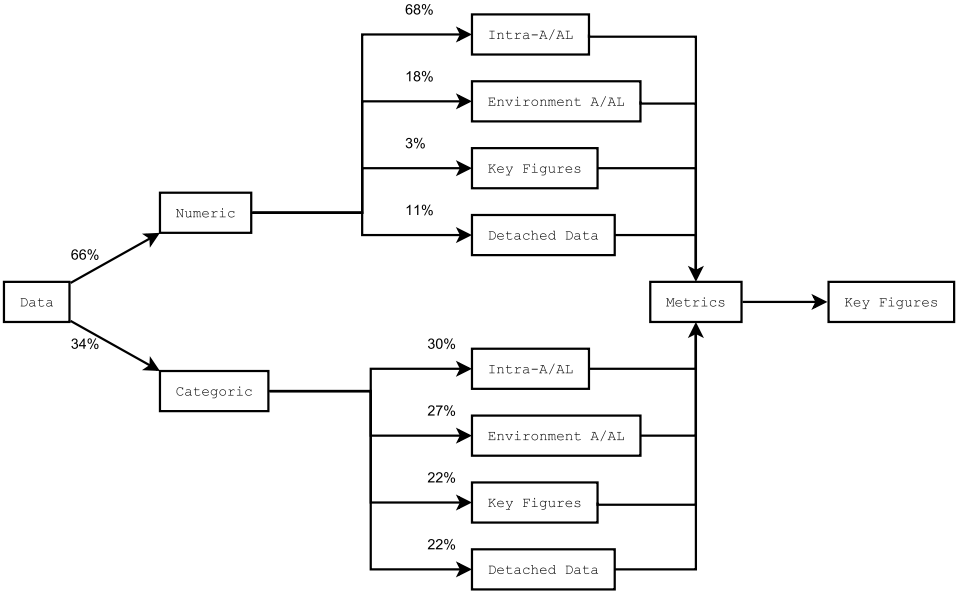 68%
Intra-A/AL
18%
Environment A/AL
3%
Key Figures
11%
Detached Data
Numeric
66%
Data
34%
Categoric
30%
Intra-A/AL
27%
Environment A/AL
22%
Key Figures
22%
Detached Data
Metrics
Key Figures